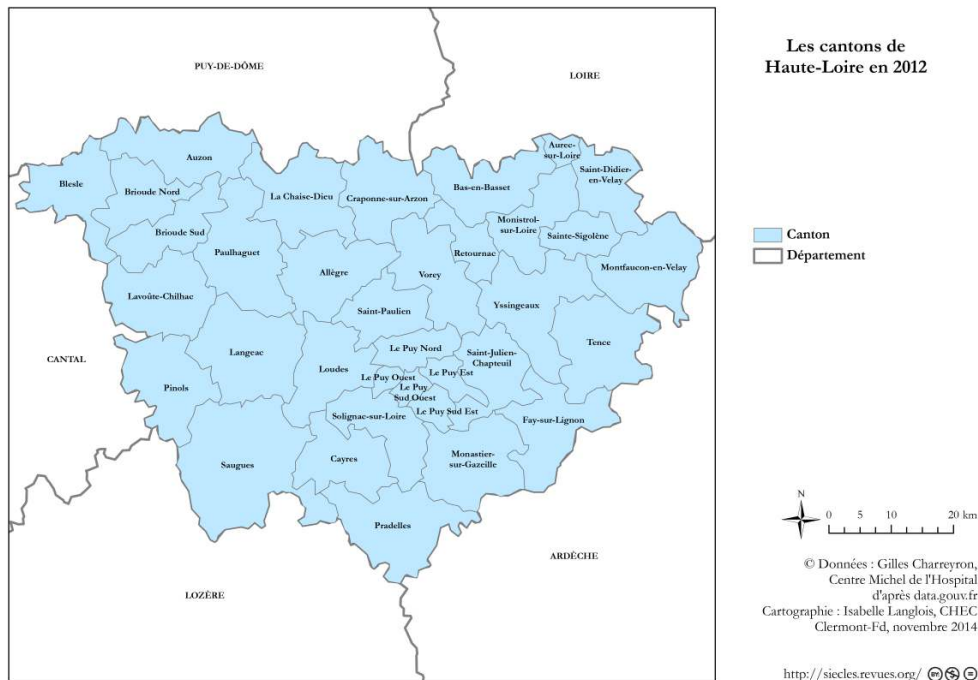 Les cantons de
Haute-Loire en 2012
PUY-DE-DÔME
LOIRE
Auzon
Aurec-
sur-Loire
Saint-Didier-
en-Velay
Blesle
Brioude Nord
La Chaise-Dieu
Craponne-sur-Arzon
Bas-en-Basset
Monistrol-
sur-Loire
Sainte-Sigolène
Brioude Sud
Paulhaguet
Retournac
Allègre
Vorey
Montfaucon-en-Velay
Canton
Département
Lavoûte-Chilhac
Saint-Paulien
Yssingeaux
CANTAL
Langeac
Le Puy Nord
Saint-Julien-
Chapteuil
Tence
Pinols
Loudes
Le Puy Ouest
Le Puy Est
Le Puy
Sud Ouest
Solignac-sur-Loire
Le Puy Sud Est
Fay-sur-Lignon
Saugues
Cayres
Monastier-
sur-Gazeille
Pradelles
ARDÈCHE
LOZÈRE
N
0 5 10 20 km
© Données : Gilles Charreyron,
Centre Michel de l'Hospital
d'après data.gouv.fr
Cartographie : Isabelle Langlois, CHEC
Clermont-Fd, novembre 2014
http://siecles.revues.org/